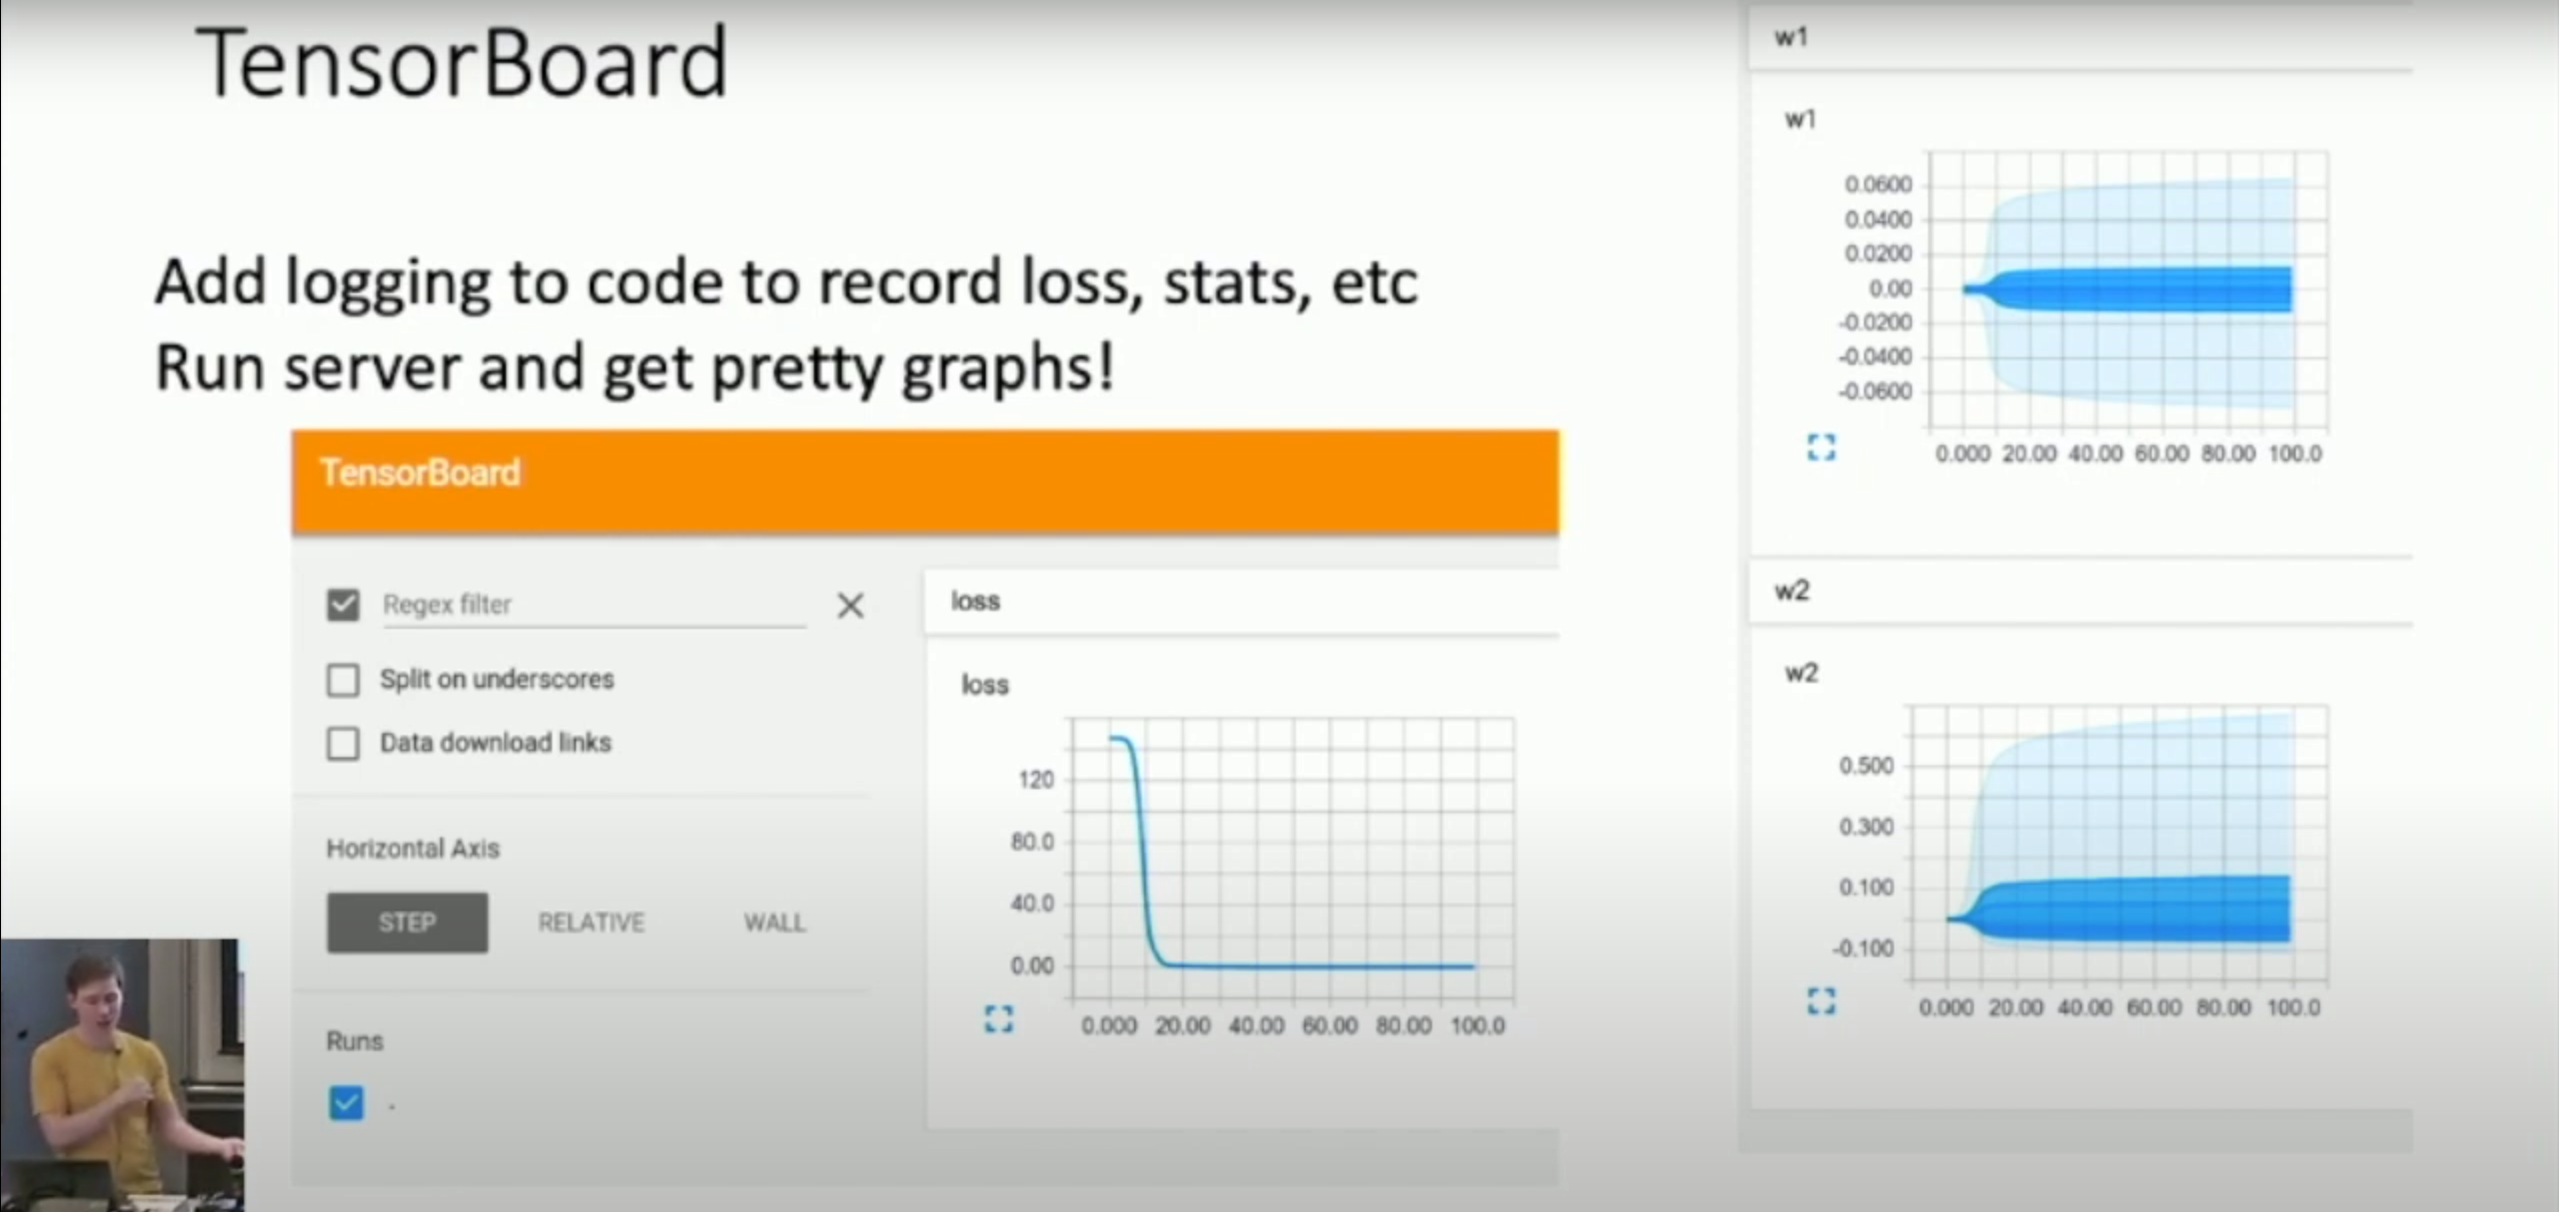 TensorBoard
Add logging to code to record loss, stats, etc
Run server and get pretty graphs!
TensorBoard
Regex filter
Split on underscores
Data download links
Horizontal Axis
STEP RELATIVE WALL
Runs
.
loss
loss
120
80.0
40.0
0.00
0.000 20.00 40.00 60.00 80.00 100.0
w1
w1
0.0600
0.0400
0.0200
0.00
-0.0200
-0.0400
-0.0600
0.000 20.00 40.00 60.00 80.00 100.0
w2
w2
0.500
0.300
0.100
-0.100
0.000 20.00 40.00 60.00 80.00 100.0